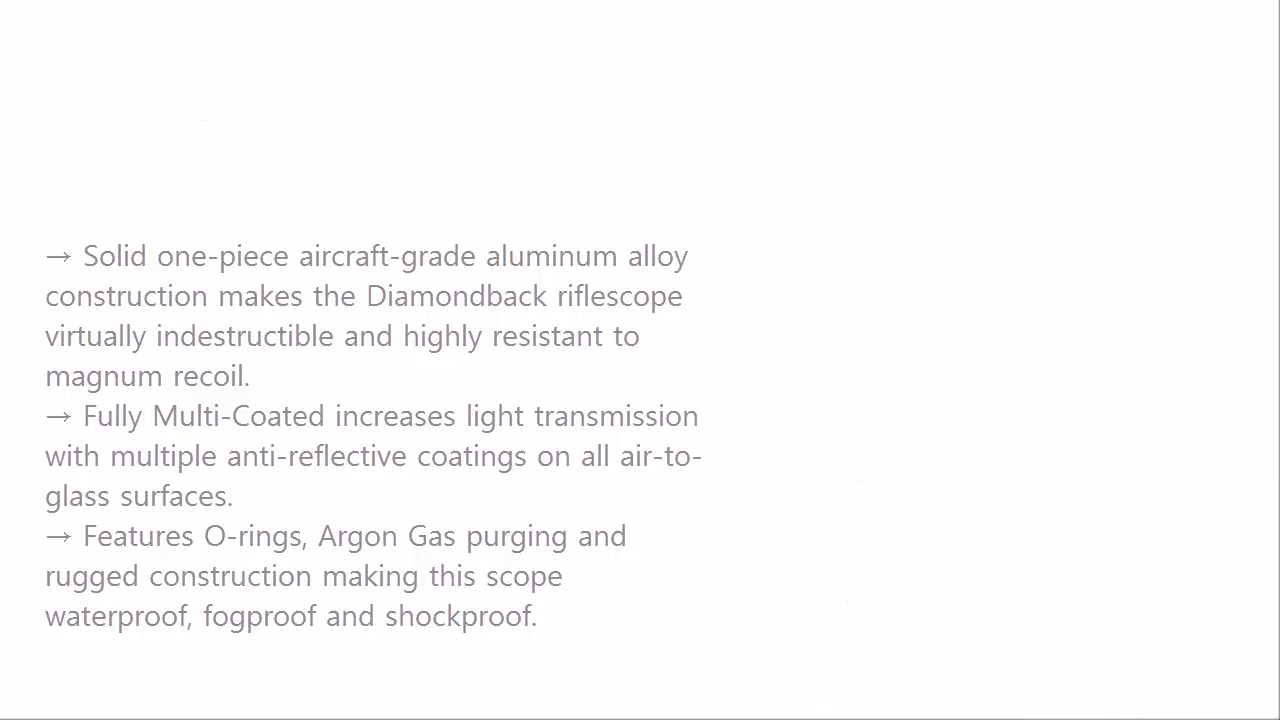 → Solid one-piece aircraft-grade aluminum alloy
construction makes the Diamondback riflescope
virtually indestructible and highly resistant to
magnum recoil.
→ Fully Multi-Coated increases light transmission
with multiple anti-reflective coatings on all air-to-
glass surfaces.
→ Features O-rings, Argon Gas purging and
rugged construction making this scope
waterproof, fogproof and shockproof.